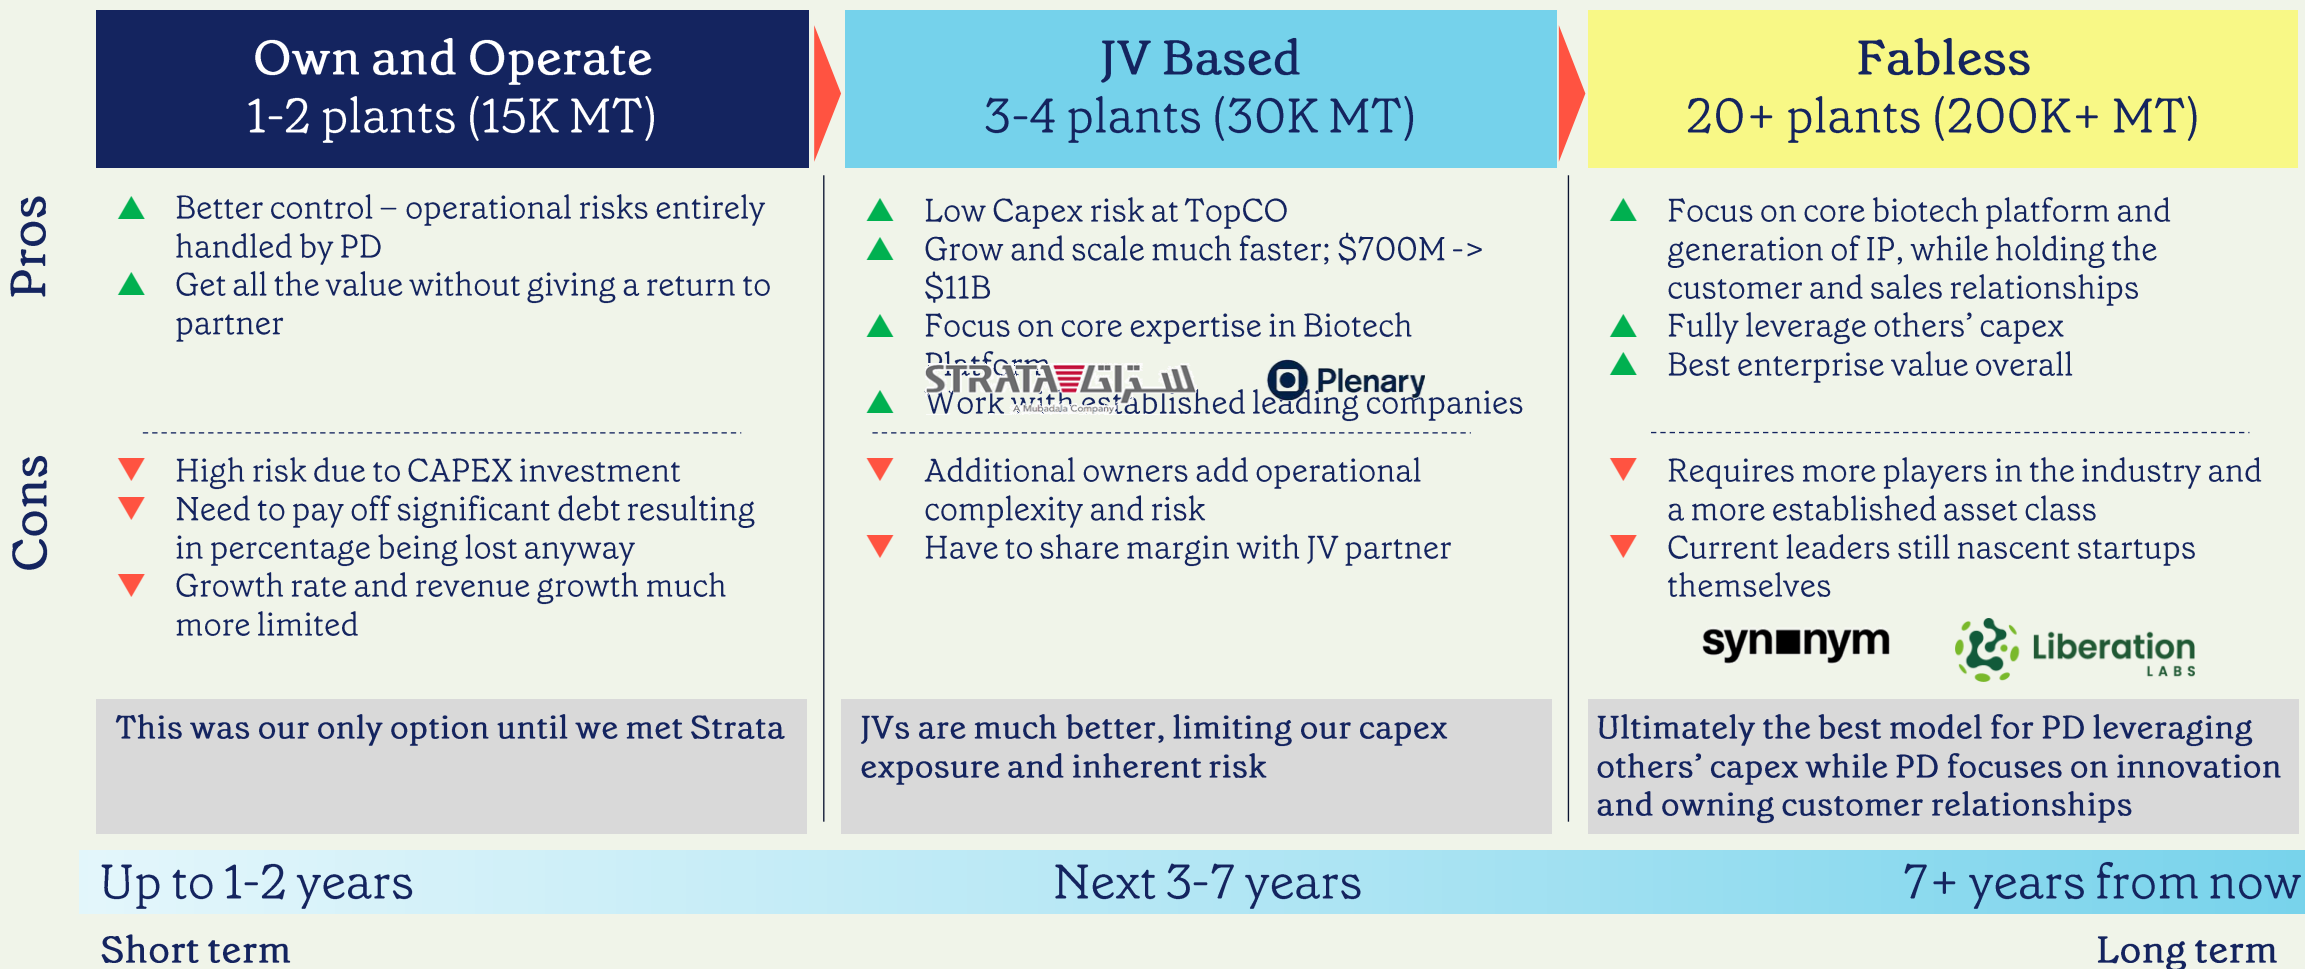 Own and Operate
1-2 plants (15K MT)
JV Based
3-4 plants (30K MT)
Fabless
20+ plants (200K+ MT)
Pros
Better control – operational risks entirely
handled by PD
Get all the value without giving a return to
partner
Low Capex risk at TopCO
Grow and scale much faster; $700M ->
$11B
Focus on core expertise in Biotech
Platform
STRATA ستراتا
A Mubadala Company
Plenary
Work with established leading companies
Focus on core biotech platform and
generation of IP, while holding the
customer and sales relationships
Fully leverage others’ capex
Best enterprise value overall
Cons
High risk due to CAPEX investment
Need to pay off significant debt resulting
in percentage being lost anyway
Growth rate and revenue growth much
more limited
Additional owners add operational
complexity and risk
Have to share margin with JV partner
Requires more players in the industry and
a more established asset class
Current leaders still nascent startups
themselves
synonym
Liberation
LABS
This was our only option until we met Strata
JVs are much better, limiting our capex
exposure and inherent risk
Ultimately the best model for PD leveraging
others’ capex while PD focuses on innovation
and owning customer relationships
Up to 1-2 years
Next 3-7 years
7+ years from now
Short term
Long term